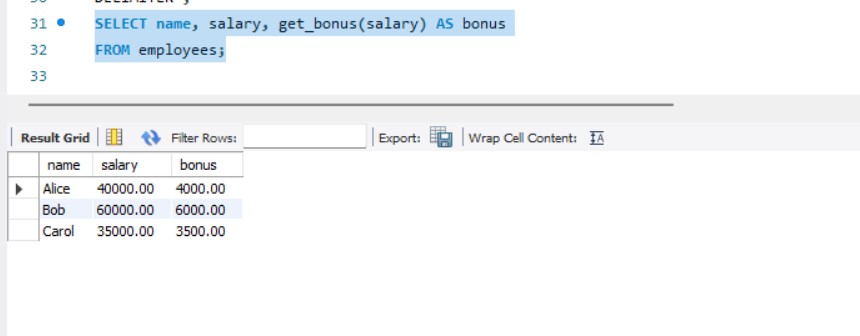 30 DELIMITER ;
31 SELECT name, salary, get_bonus(salary) AS bonus
32 FROM employees;
33
Result Grid Filter Rows: Export: Wrap Cell Content: IA
name salary bonus
Alice 40000.00 4000.00
Bob 60000.00 6000.00
Carol 35000.00 3500.00